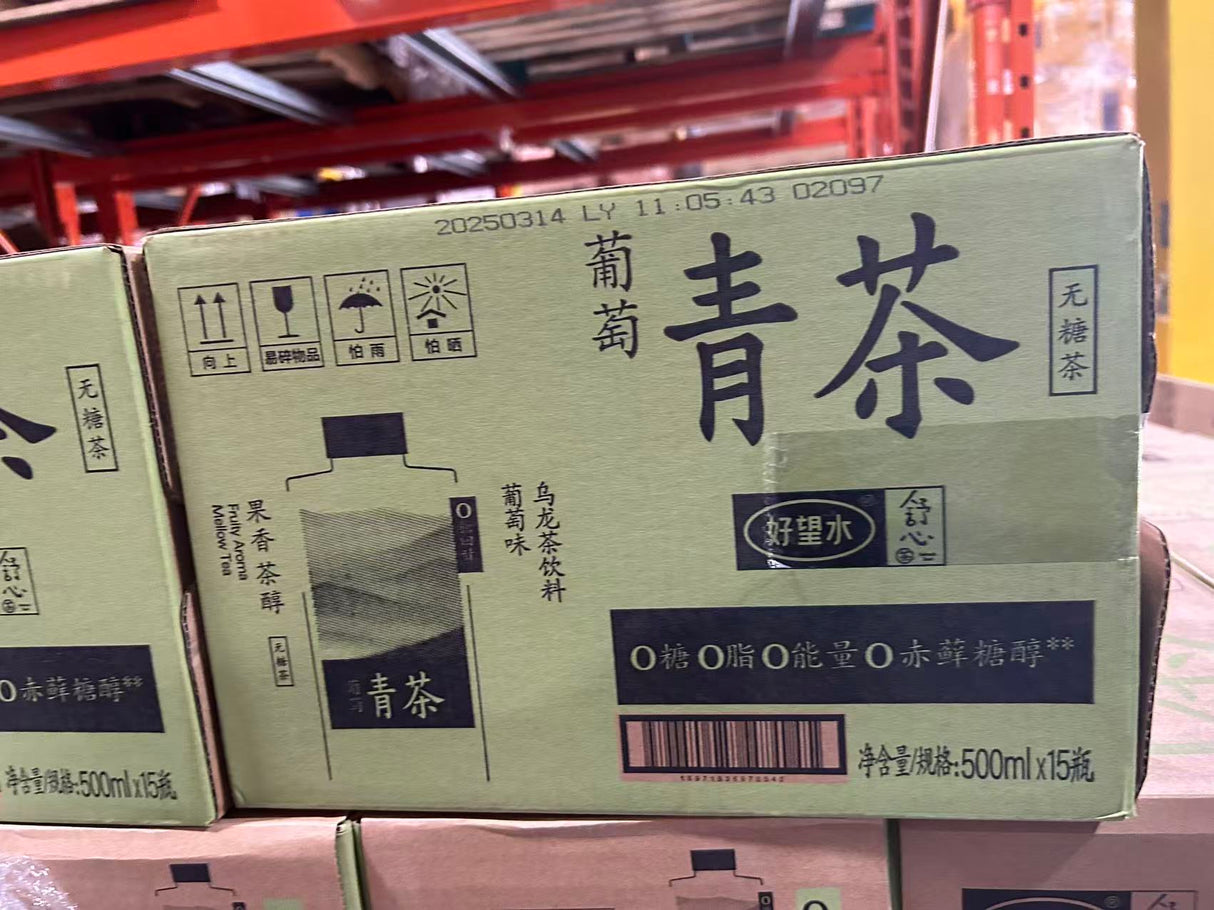 20250314 LY 11:05:43 02097
葡萄
青茶
无糖茶
向上
易碎物品
怕雨
怕晒
果香茶醇
Fruity Aroma
Mellow Tea
无糖茶
0
青茶
乌龙茶饮料
葡萄味
好望水
舒心
0糖0脂0能量0赤藓糖醇**
净含量/规格:500ml x15瓶
无糖茶
舒心
0赤藓糖醇**
净含量/规格:500ml x15瓶